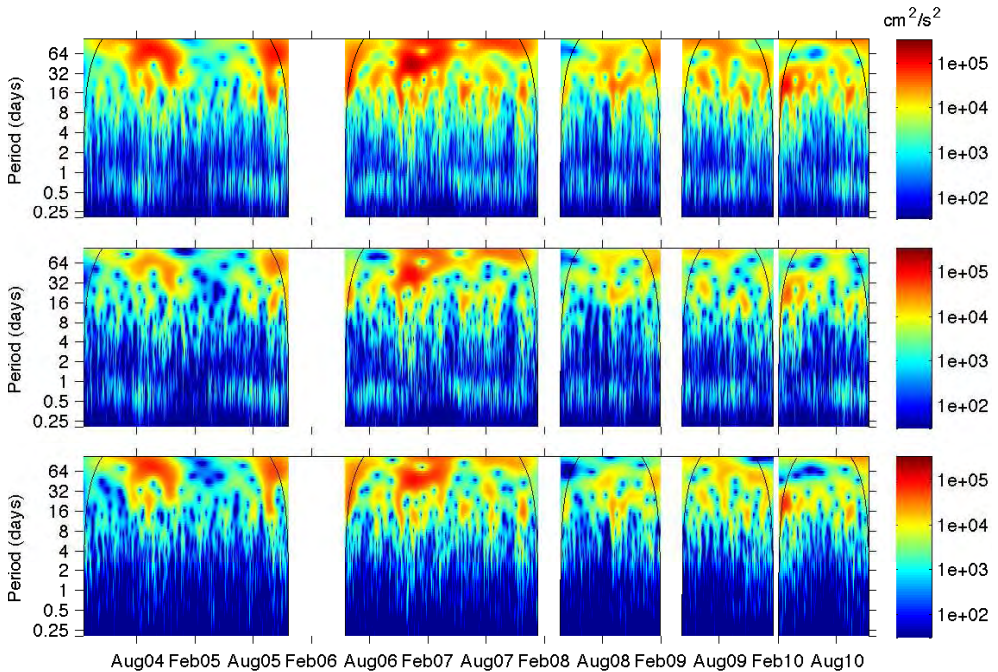 cm²/s²
Period (days)
64
32
16
8
4
2
1
0.5
0.25
1e+05
1e+04
1e+03
1e+02
Period (days)
64
32
16
8
4
2
1
0.5
0.25
1e+05
1e+04
1e+03
1e+02
Period (days)
64
32
16
8
4
2
1
0.5
0.25
1e+05
1e+04
1e+03
1e+02
Aug04 Feb05 Aug05 Feb06 Aug06 Feb07 Aug07 Feb08 Aug08 Feb09 Aug09 Feb10 Aug10